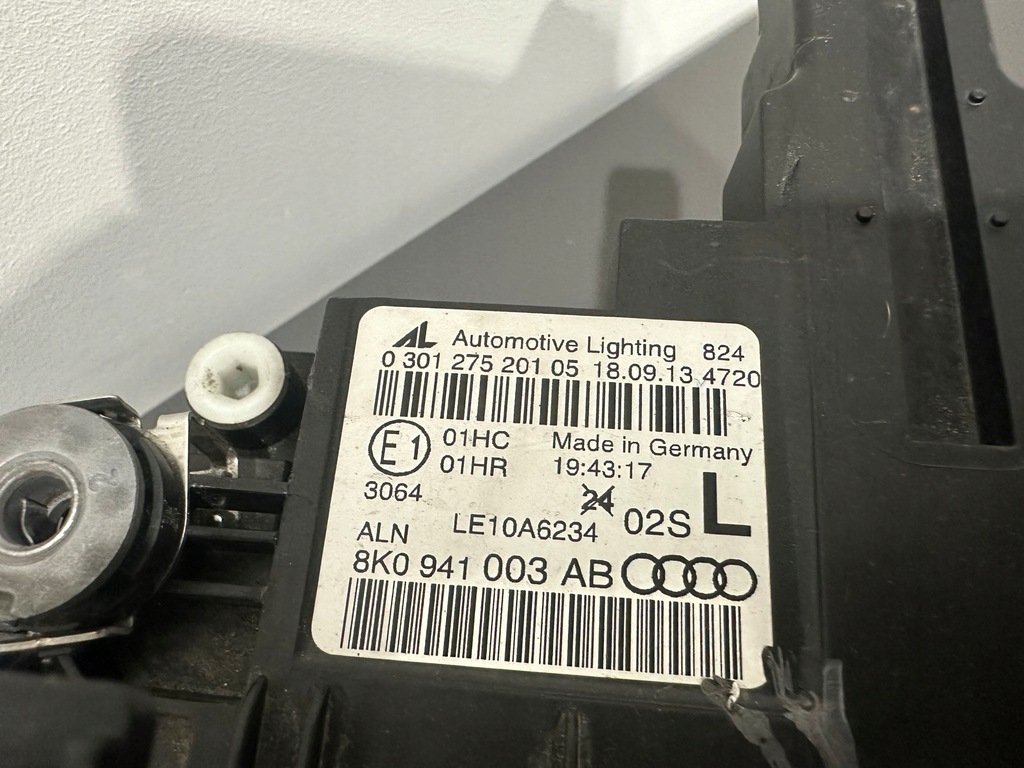 AL Automotive Lighting 824
0 301 275 201 05 18.09.13 4720
E1 01HC Made in Germany
01HR 19:43:17
3064 24 02S L
ALN LE10A6234
8K0 941 003 AB